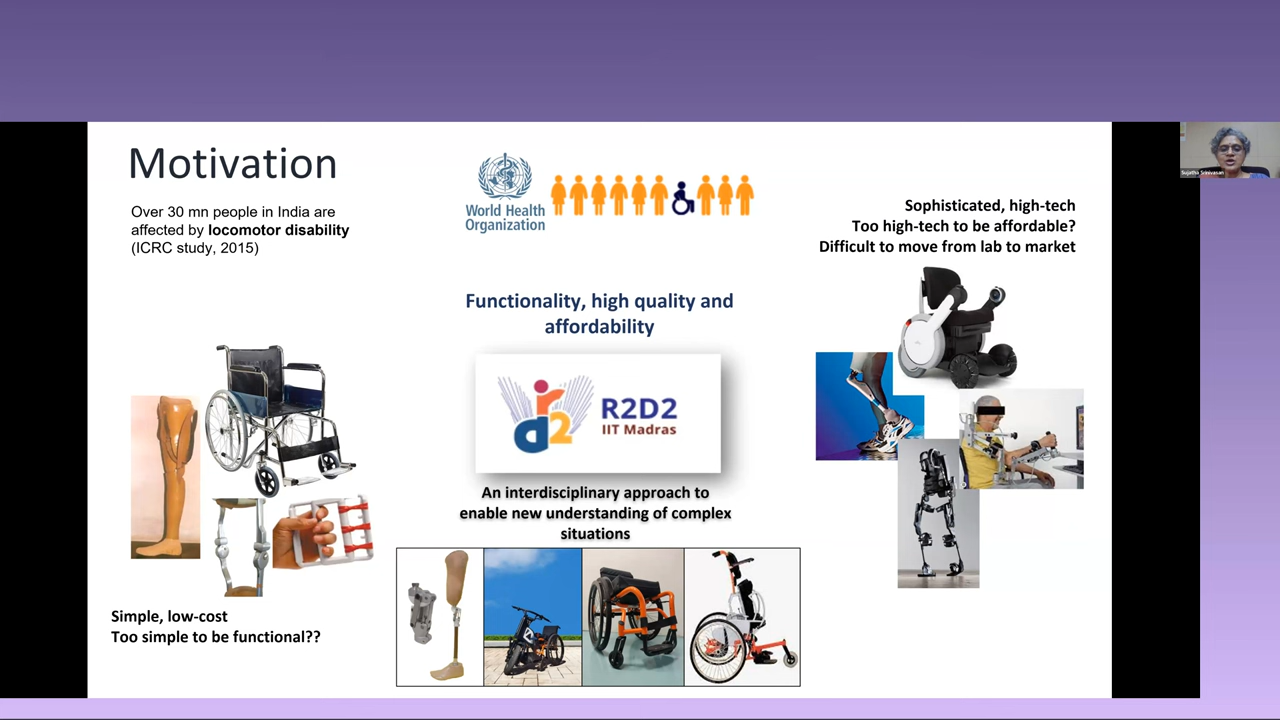 Motivation
Over 30 mn people in India are
affected by locomotor disability
(ICRC study, 2015)
World Health
Organization
Sophisticated, high-tech
Too high-tech to be affordable?
Difficult to move from lab to market
Sujatha Srinivasan
Functionality, high quality and
affordability
R2D2
IIT Madras
An interdisciplinary approach to
enable new understanding of complex
situations
Simple, low-cost
Too simple to be functional??